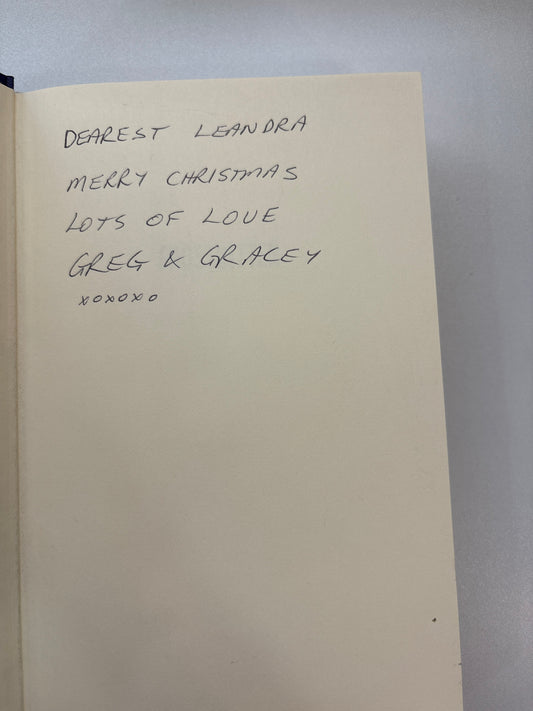 DEAREST LEANDRA
MERRY CHRISTMAS
LOTS OF LOVE
GREG & GRACEY
xoxoxo